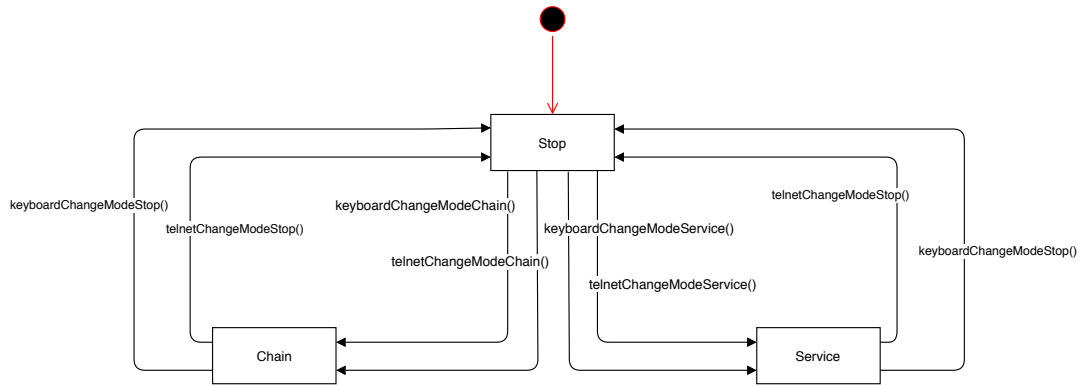 Stop
telnetChangeModeStop()
keyboardChangeModeStop()
keyboardChangeModeChain()
telnetChangeModeStop()
keyboardChangeModeService()
keyboardChangeModeStop()
telnetChangeModeChain()
telnetChangeModeService()
Chain
Service